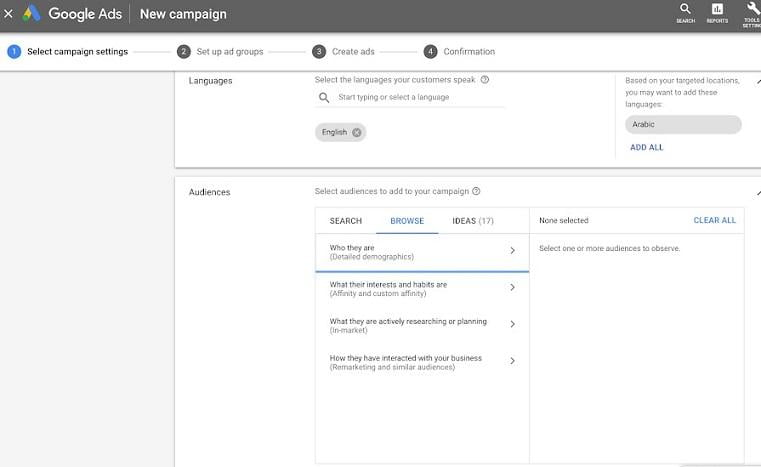 Google Ads New campaign
SEARCH
REPORTS
TOOLS
SETTIN
1 Select campaign settings
2 Set up ad groups
3 Create ads
4 Confirmation
Languages
Select the languages your customers speak
Start typing or select a language
English
Based on your targeted locations,
you may want to add these
languages:
Arabic
ADD ALL
Audiences
Select audiences to add to your campaign
SEARCH
BROWSE
IDEAS (17)
None selected
CLEAR ALL
Who they are
(Detailed demographics)
What their interests and habits are
(Affinity and custom affinity)
What they are actively researching or planning
(In-market)
How they have interacted with your business
(Remarketing and similar audiences)
Select one or more audiences to observe.